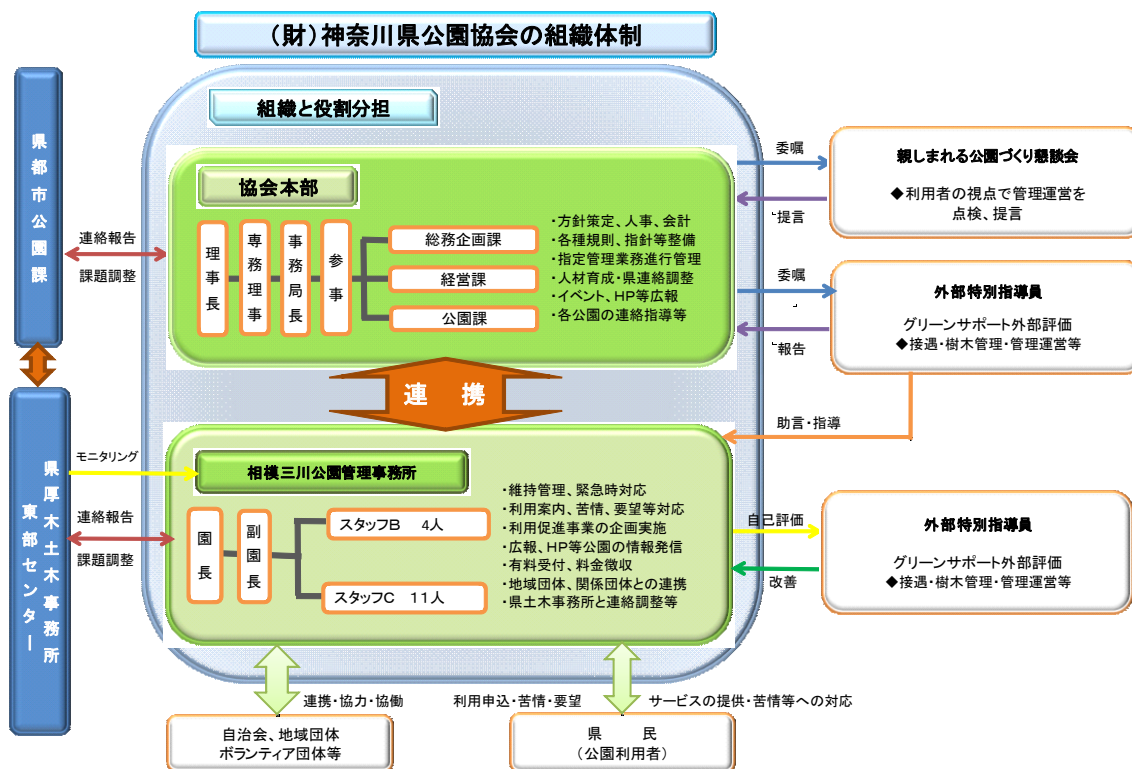 (財)神奈川県公園協会の組織体制
組織と役割分担
県都市公園課
連絡報告
課題調整
協会本部
理事長
専務理事
事務局長
参事
総務企画課
経営課
公園課
・方針策定、人事、会計
・各種規則、指針等整備
・指定管理業務進行管理
・人材育成・県連絡調整
・イベント、HP等広報
・各公園の連絡指導等
委嘱
提言
親しまれる公園づくり懇談会
◆利用者の視点で管理運営を
点検、提言
委嘱
報告
外部特別指導員
グリーンサポート外部評価
◆接遇・樹木管理・管理運営等
助言・指導
連 携
県厚木土木事務所
東部センター
モニタリング
連絡報告
課題調整
相模三川公園管理事務所
園長
副園長
スタッフB 4人
スタッフC 11人
・維持管理、緊急時対応
・利用案内、苦情、要望等対応
・利用促進事業の企画実施
・広報、HP等公園の情報発信
・有料受付、料金徴収
・地域団体、関係団体との連携
・県土木事務所と連絡調整等
自己評価
改善
外部特別指導員
グリーンサポート外部評価
◆接遇・樹木管理・管理運営等
連携・協力・協働
利用申込・苦情・要望
サービスの提供・苦情等への対応
自治会、地域団体
ボランティア団体等
県 民
(公園利用者)